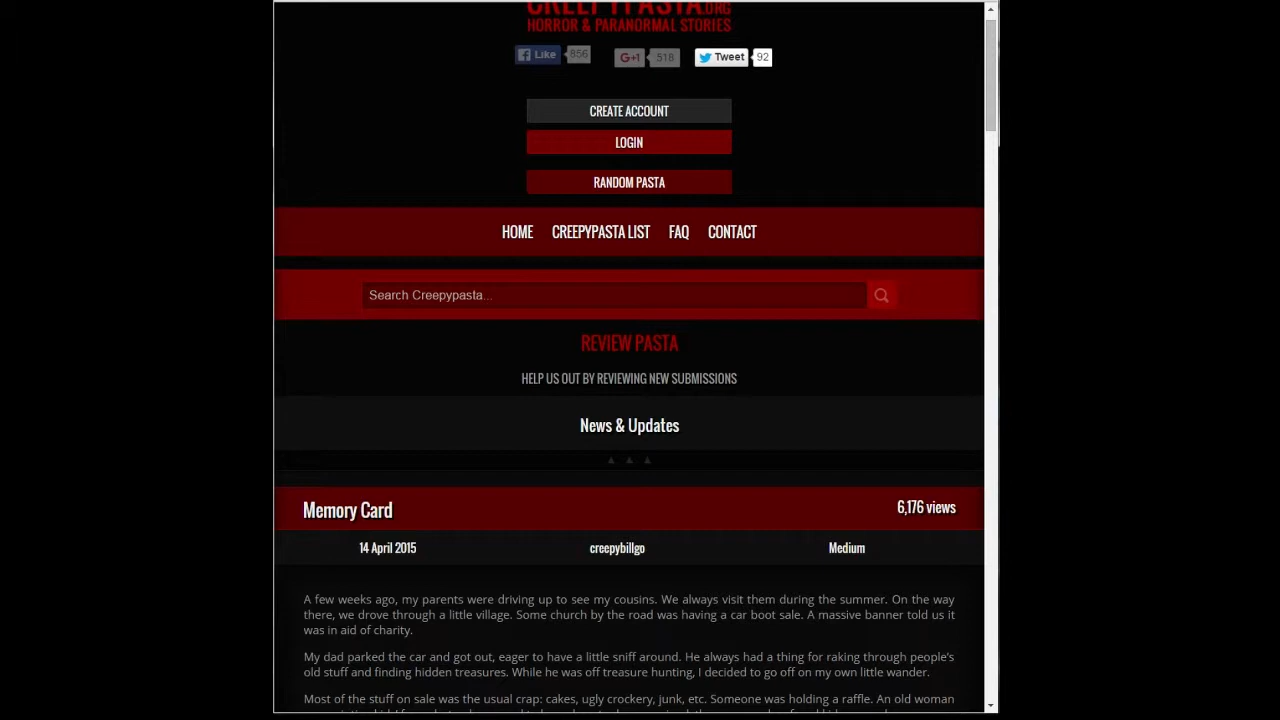 CREEPYPASTA.ORG
HORROR & PARANORMAL STORIES
Like 856 G+1 518 Tweet 92
CREATE ACCOUNT
LOGIN
RANDOM PASTA
HOME CREEPYPASTA LIST FAQ CONTACT
Search Creepypasta...
REVIEW PASTA
HELP US OUT BY REVIEWING NEW SUBMISSIONS
News & Updates
Memory Card 6,176 views
14 April 2015 creepybillgo Medium
A few weeks ago, my parents were driving up to see my cousins. We always visit them during the summer. On the way
there, we drove through a little village. Some church by the road was having a car boot sale. A massive banner told us it
was in aid of charity.
My dad parked the car and got out, eager to have a little sniff around. He always had a thing for raking through people's
old stuff and finding hidden treasures. While he was off treasure hunting, I decided to go off on my own little wander.
Most of the stuff on sale was the usual crap: cakes, ugly crockery, junk, etc. Someone was holding a raffle. An old woman